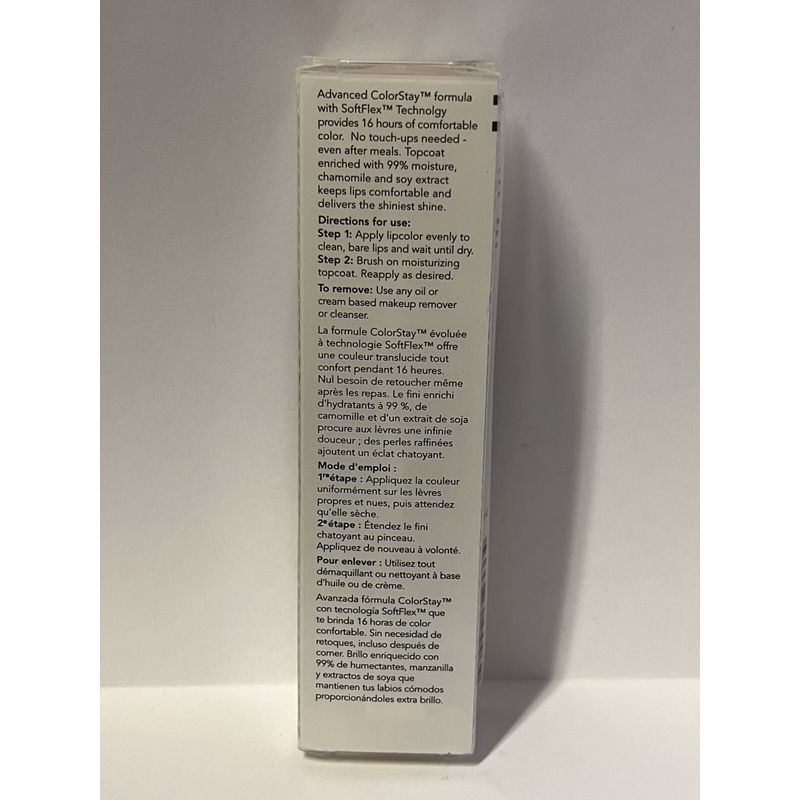 Advanced ColorStay™ formula
with SoftFlex™ Technolgy
provides 16 hours of comfortable
color. No touch-ups needed -
even after meals. Topcoat
enriched with 99% moisture,
chamomile and soy extract
keeps lips comfortable and
delivers the shiniest shine.
Directions for use:
Step 1: Apply lipcolor evenly to
clean, bare lips and wait until dry.
Step 2: Brush on moisturizing
topcoat. Reapply as desired.
To remove: Use any oil or
cream based makeup remover
or cleanser.
La formule ColorStay™ évoluée
à technologie SoftFlex™ offre
une couleur translucide tout
confort pendant 16 heures.
Nul besoin de retoucher même
après les repas. Le fini enrichi
d'hydratants à 99 %, de
camomille et d'un extrait de soja
procure aux lèvres une infinie
douceur ; des perles raffinées
ajoutent un éclat chatoyant.
Mode d'emploi :
1re étape : Appliquez la couleur
uniformément sur les lèvres
propres et nues, puis attendez
qu'elle sèche.
2e étape : Étendez le fini
chatoyant au pinceau.
Appliquez de nouveau à volonté.
Pour enlever : Utilisez tout
démaquillant ou nettoyant à base
d'huile ou de crème.
Avanzada fórmula ColorStay™
con tecnología SoftFlex™ que
te brinda 16 horas de color
confortable. Sin necesidad de
retoques, incluso después de
comer. Brillo enriquecido con
99% de humectantes, manzanilla
y extractos de soya que
mantienen tus labios cómodos
proporcionándoles extra brillo.